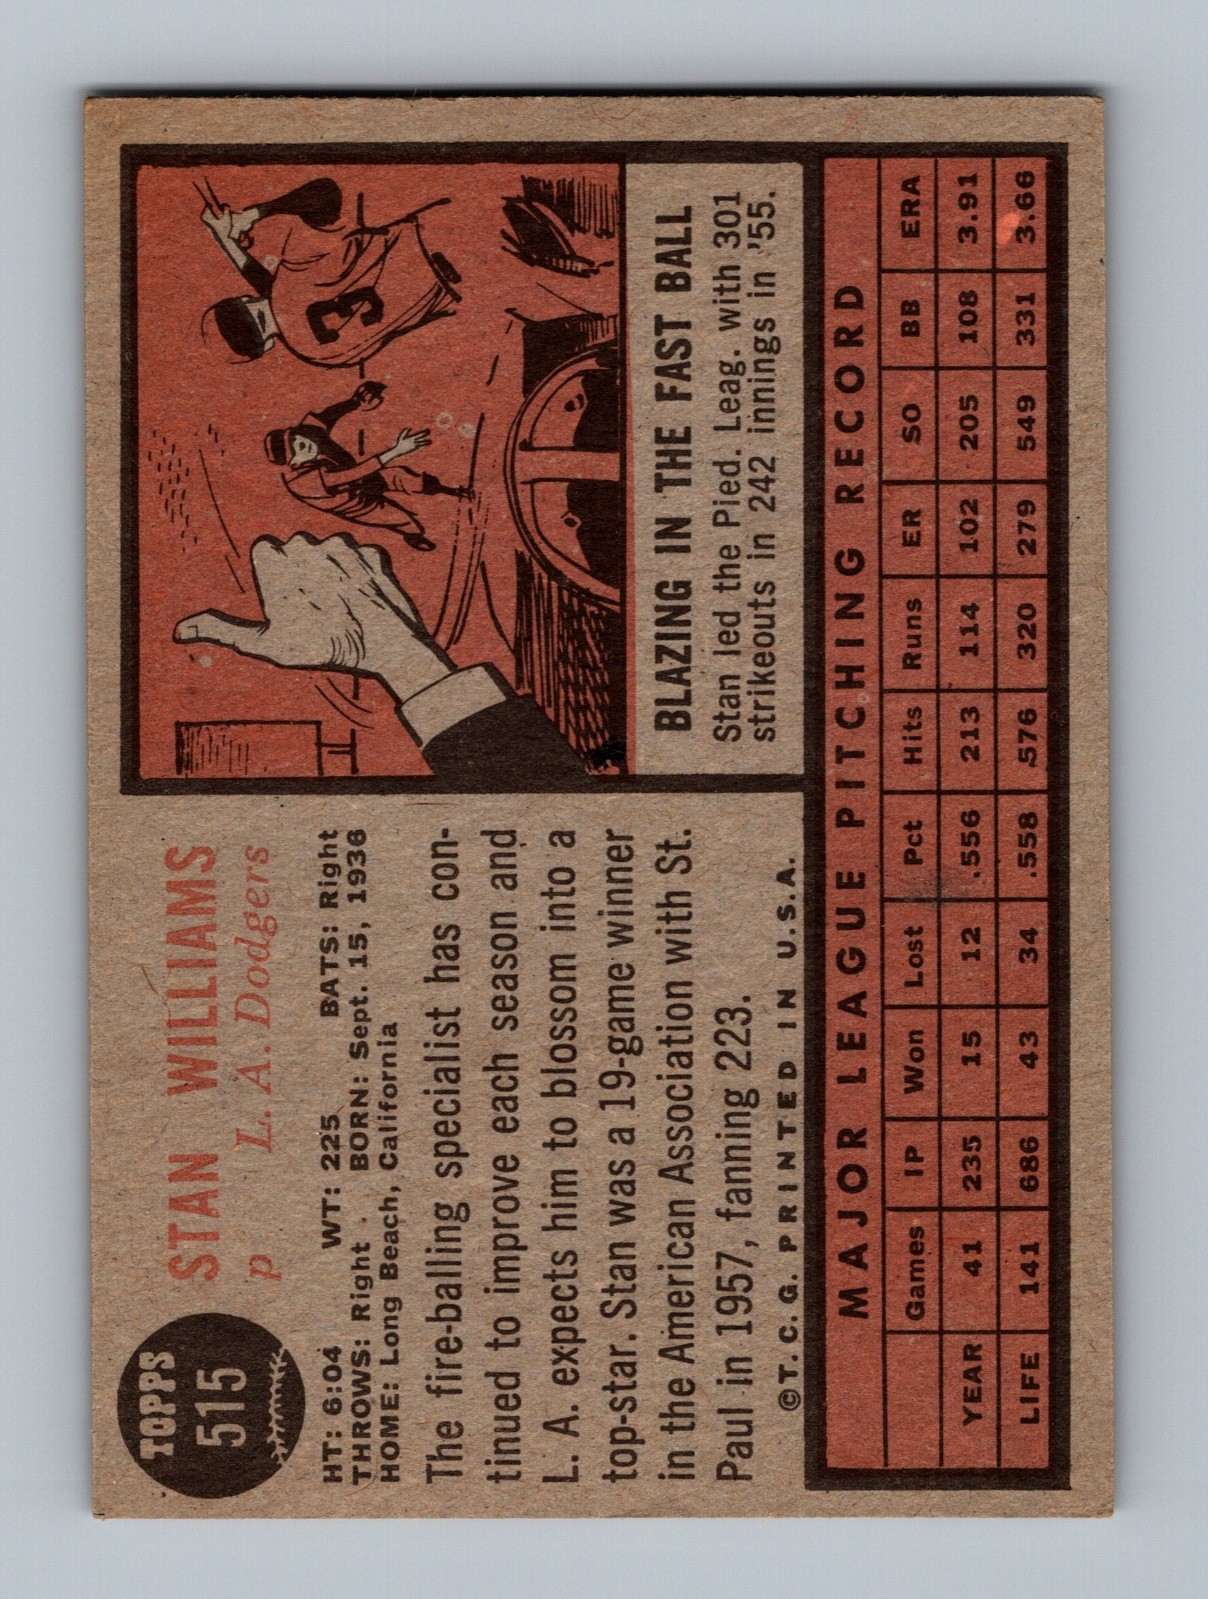 TOPPS
515
STAN WILLIAMS
p L. A. Dodgers
HT: 6:04 WT: 225 BATS: Right
THROWS: Right . BORN: Sept. 15, 1936
HOME: Long Beach, California
The fire-balling specialist has con-
tinued to improve each season and
L. A. expects him to blossom into a
top-star. Stan was a 19-game winner
in the American Association with St.
Paul in 1957, fanning 223.
©T. C. G. PRINTED IN U.S.A.
3
BLAZING IN THE FAST BALL
Stan led the Pied. Leag. with 301
strikeouts in 242 innings in '55.
MAJOR LEAGUE PITCHING RECORD
Games IP Won Lost Pct Hits Runs ER SO BB ERA
YEAR 41 235 15 12 .556 213 114 102 205 108 3.91
LIFE 141 686 43 34 .558 576 320 279 549 331 3.66